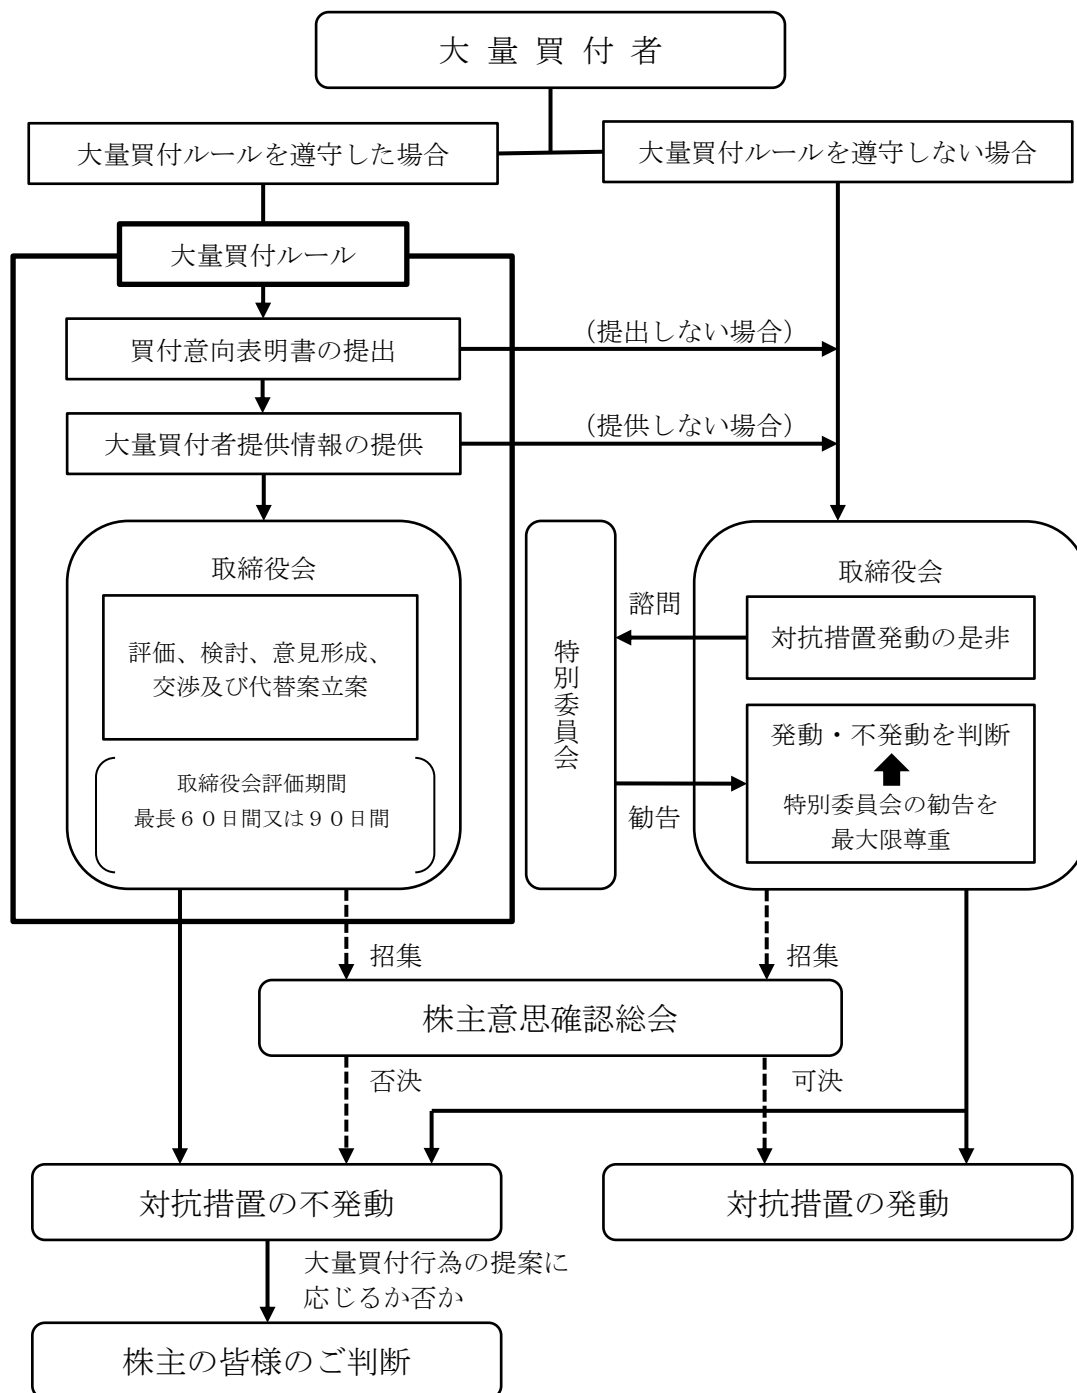 大量買付者
大量買付ルールを遵守した場合
大量買付ルールを遵守しない場合
大量買付ルール
買付意向表明書の提出
（提出しない場合）
大量買付者提供情報の提供
（提供しない場合）
取締役会
評価、検討、意見形成、
交渉及び代替案立案
取締役会評価期間
最長６０日間又は９０日間
特別委員会
諮問
勧告
取締役会
対抗措置発動の是非
発動・不発動を判断
特別委員会の勧告を
最大限尊重
招集
招集
株主意思確認総会
否決
可決
対抗措置の不発動
対抗措置の発動
大量買付行為の提案に
応じるか否か
株主の皆様のご判断